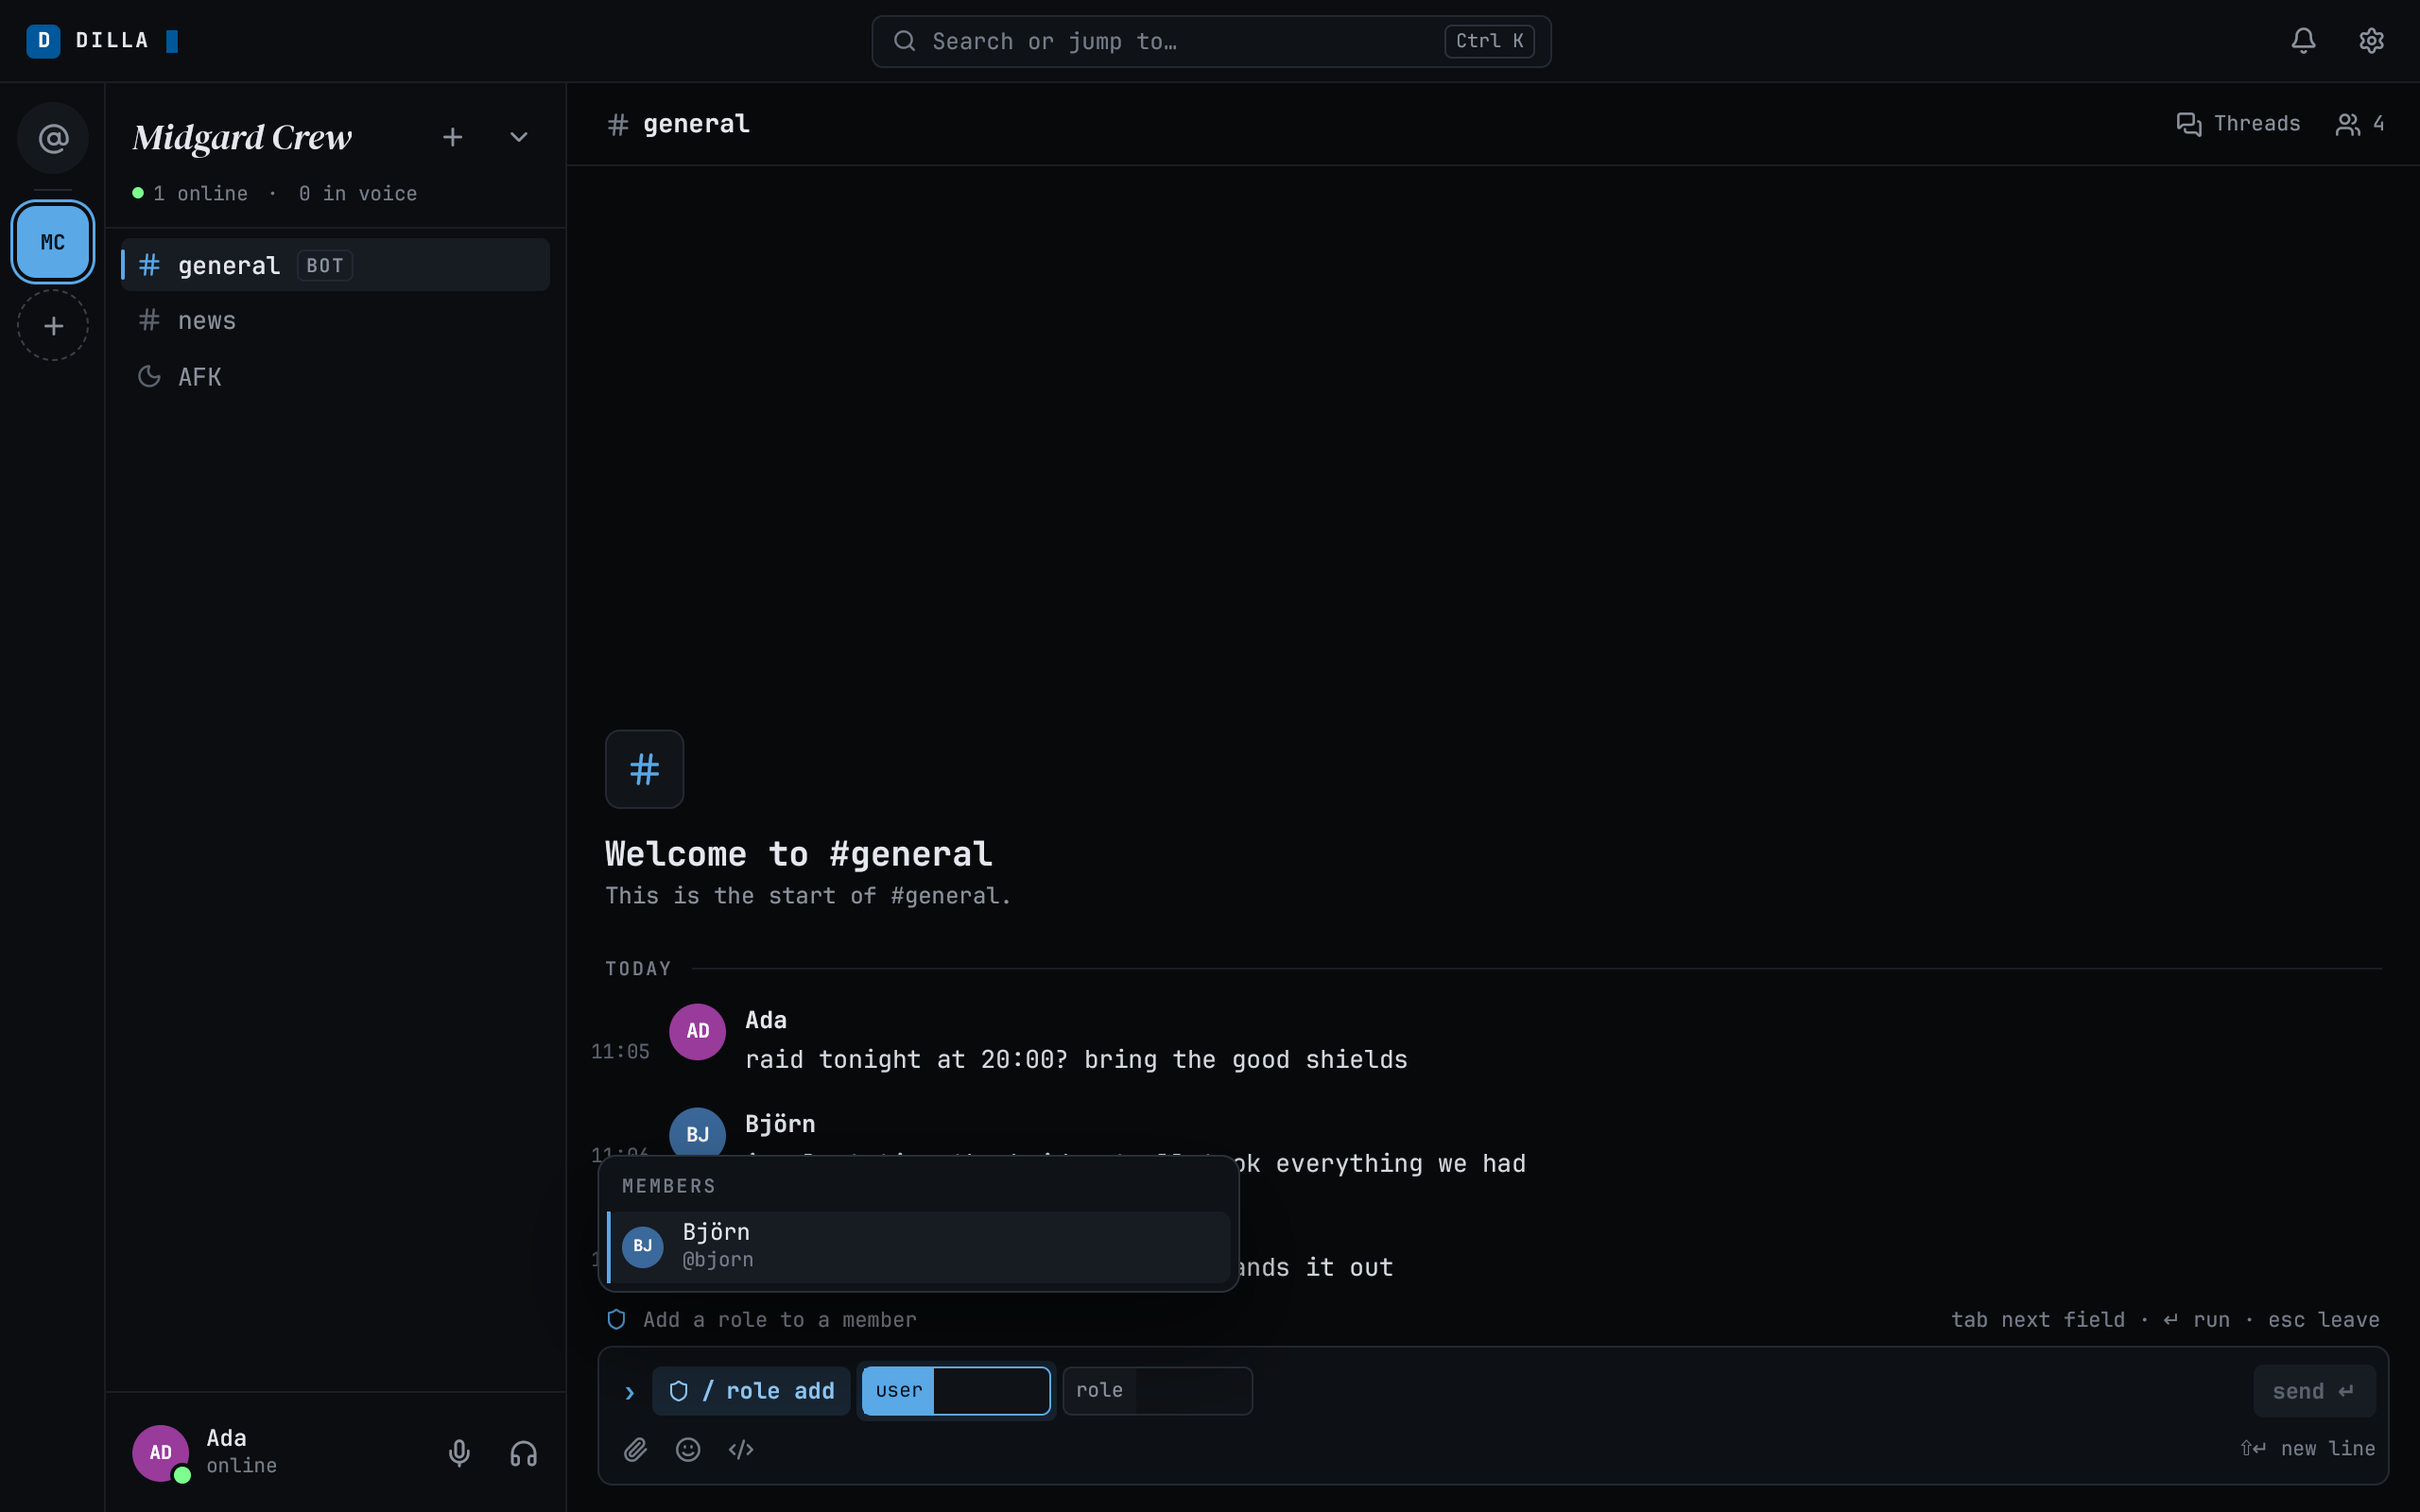 D DILLA
Search or jump to… Ctrl K
Midgard Crew
1 online · 0 in voice
MC
general BOT
news
AFK
# general
Threads
4
Welcome to #general
This is the start of #general.
TODAY
AD
Ada
11:05
raid tonight at 20:00? bring the good shields
BJ
Björn
everything we had
it out
MEMBERS
BJ
Björn
@bjorn
Add a role to a member
tab next field · ↵ run · esc leave
› / role add user role
send ↵
⇧↵ new line
AD
Ada
online